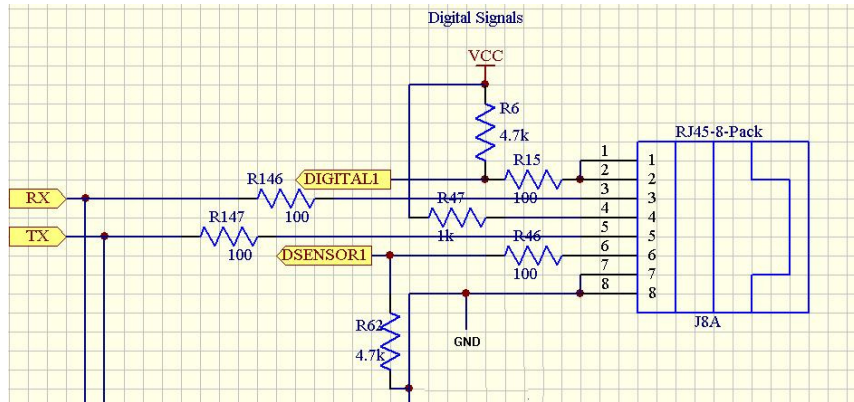 Digital Signals
VCC
R6
4.7k
RJ45-8-Pack
R15
100
DIGITAL1
R146
100
RX
R47
1k
R147
100
TX
R46
100
DSENSOR1
R62
4.7k
GND
1 1
2 2
3 3
4 4
5 5
6 6
7 7
8 8
J8A